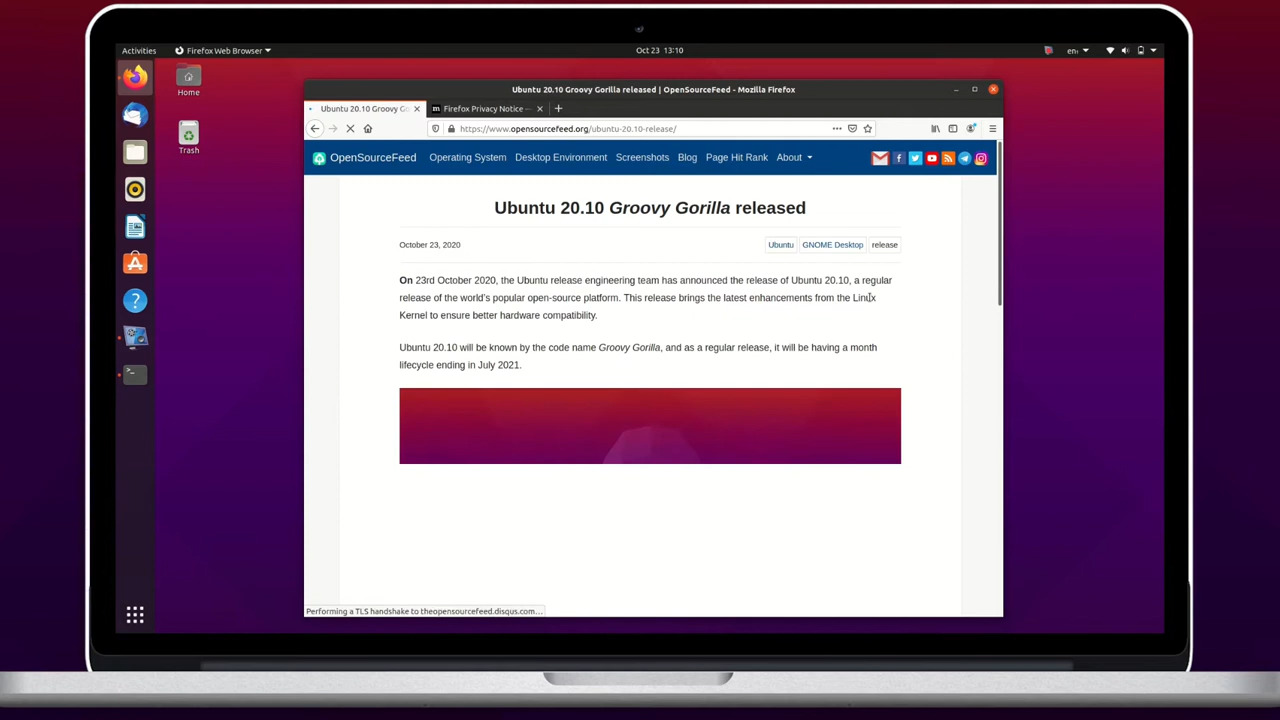 Activities
Firefox Web Browser
Oct 23 13:10
en
Home
Trash
Ubuntu 20.10 Groovy Gorilla released | OpenSourceFeed - Mozilla Firefox
Ubuntu 20.10 Groovy Go
Firefox Privacy Notice —
https://www.opensourcefeed.org/ubuntu-20.10-release/
OpenSourceFeed
Operating System
Desktop Environment
Screenshots
Blog
Page Hit Rank
About
Ubuntu 20.10 Groovy Gorilla released
October 23, 2020
Ubuntu
GNOME Desktop
release
On 23rd October 2020, the Ubuntu release engineering team has announced the release of Ubuntu 20.10, a regular
release of the world's popular open-source platform. This release brings the latest enhancements from the Linux
Kernel to ensure better hardware compatibility.
Ubuntu 20.10 will be known by the code name Groovy Gorilla, and as a regular release, it will be having a month
lifecycle ending in July 2021.
Performing a TLS handshake to theopensourcefeed.disqus.com…